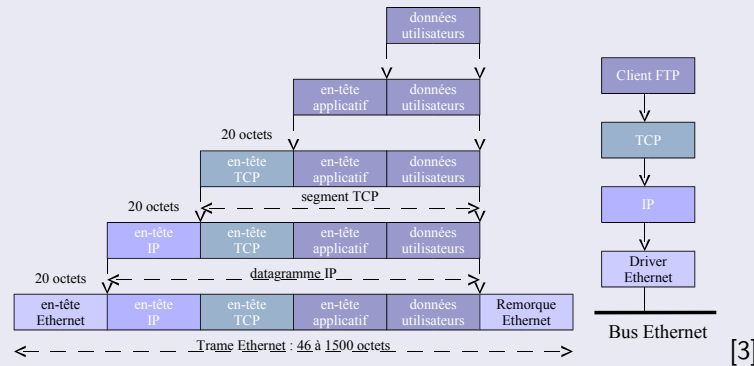 données
utilisateurs
en-tête
applicatif
données
utilisateurs
20 octets
en-tête
TCP
en-tête
applicatif
données
utilisateurs
segment TCP
20 octets
en-tête
IP
en-tête
TCP
en-tête
applicatif
données
utilisateurs
datagramme IP
20 octets
en-tête
Ethernet
en-tête
IP
en-tête
TCP
en-tête
applicatif
données
utilisateurs
Remorque
Ethernet
Trame Ethernet : 46 à 1500 octets
Client FTP
TCP
IP
Driver
Ethernet
Bus Ethernet
[3]